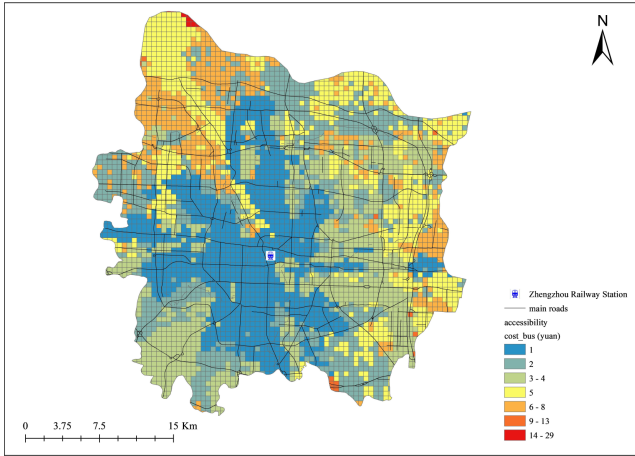 N
Zhengzhou Railway Station
main roads
accessibility
cost_bus (yuan)
1
2
3 - 4
5
6 - 8
9 - 13
14 - 29
0 3.75 7.5 15 Km